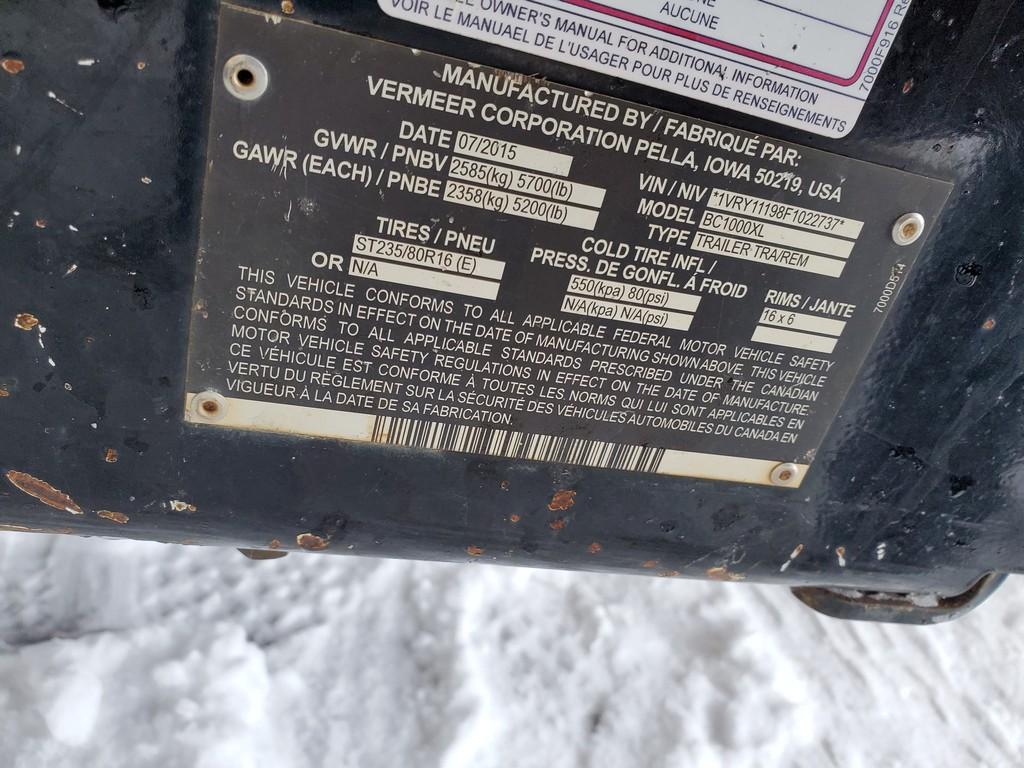 AUCUNE
OWNER'S MANUAL FOR ADDITIONAL INFORMATION
VOIR LE MANUAEL DE L'USAGER POUR PLUS DE RENSEIGNEMENTS
7000F916
MANUFACTURED BY / FABRIQUÉ PAR:
VERMEER CORPORATION PELLA, IOWA 50219, USA
DATE 07/2015
GVWR / PNBV 2585(kg) 5700(lb)
GAWR (EACH) / PNBE 2358(kg) 5200(lb)
VIN / NIV *1VRY11198F1022737*
MODEL BC1000XL
TYPE TRAILER TRA/REM
TIRES / PNEU
ST235/80R16 (E)
OR N/A
COLD TIRE INFL /
PRESS. DE GONFL. À FROID
550(kpa) 80(psi)
N/A(kpa) N/A(psi)
RIMS / JANTE
16 x 6
7000D814
THIS VEHICLE CONFORMS TO ALL APPLICABLE FEDERAL MOTOR VEHICLE SAFETY
STANDARDS IN EFFECT ON THE DATE OF MANUFACTURING SHOWN ABOVE. THIS VEHICLE
CONFORMS TO ALL APPLICABLE STANDARDS PRESCRIBED UNDER THE CANADIAN
MOTOR VEHICLE SAFETY REGULATIONS IN EFFECT ON THE DATE OF MANUFACTURE.
CE VÉHICULE EST CONFORME À TOUTES LES NORMS QUI LUI SONT APPLICABLES EN
VERTU DU RÈGLEMENT SUR LA SÉCURITÉ DES VÉHICULES AUTOMOBILES DU CANADA EN
VIGUEUR À LA DATE DE SA FABRICATION.